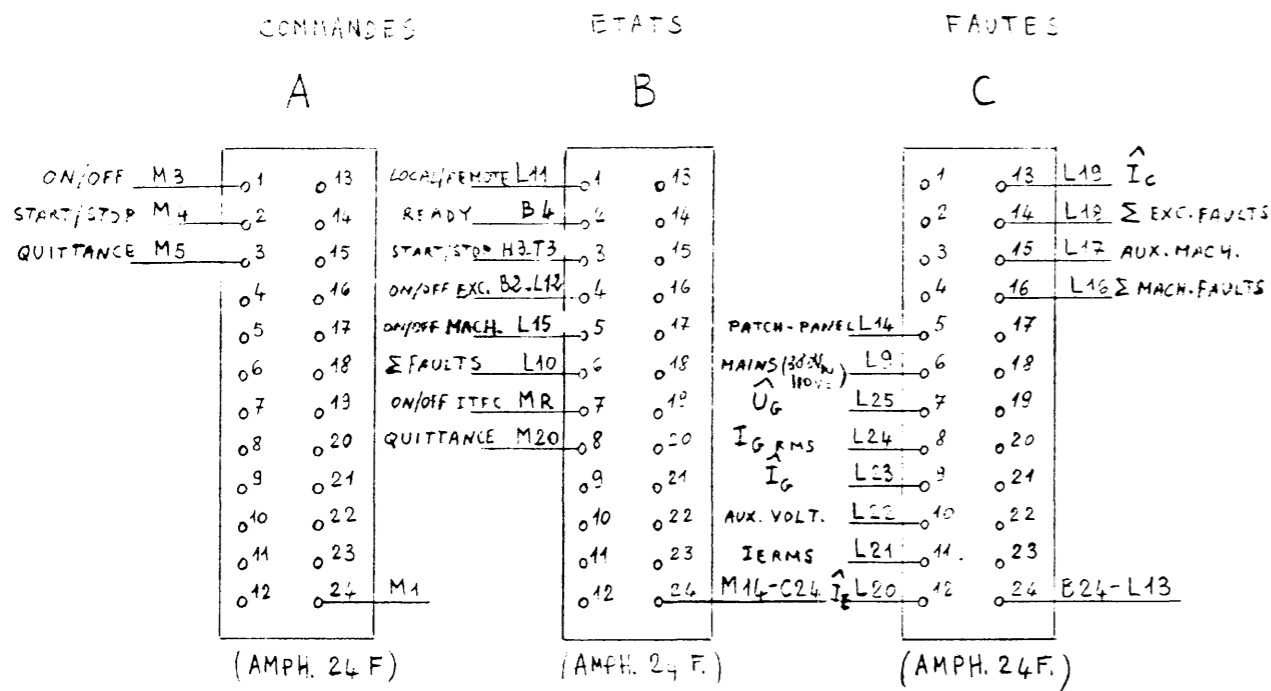 COMMANDES ETATS FAUTES
A B C
ON/OFF M3 1 13 LOCAL/REMOTE L11 1 13 1 13 L19 Îc
START/STOP M4 2 14 READY B4 2 14 2 14 L18 Σ EXC. FAULTS
QUITTANCE M5 3 15 START/STOP H3-T3 3 15 3 15 L17 AUX. MACH.
4 16 ON/OFF EXC. B2-L12 4 16 4 16 L16 Σ MACH. FAULTS
5 17 ON/OFF MACH. L15 5 17 PATCH-PANEL L14 5 17
6 18 Σ FAULTS L10 6 18 MAINS L9 6 18
7 19 ON/OFF ITFC MR 7 19 ÛG L25 7 19
8 20 QUITTANCE M20 8 20 IG RMS L24 8 20
9 21 9 21 ÎG L23 9 21
10 22 10 22 AUX. VOLT. L22 10 22
11 23 11 23 IERMS L21 11 23
12 24 M1 12 24 M14-C24 ÎE L20 12 24 B24-L13
(AMPH. 24 F) (AMPH. 24 F.) (AMPH. 24F.)